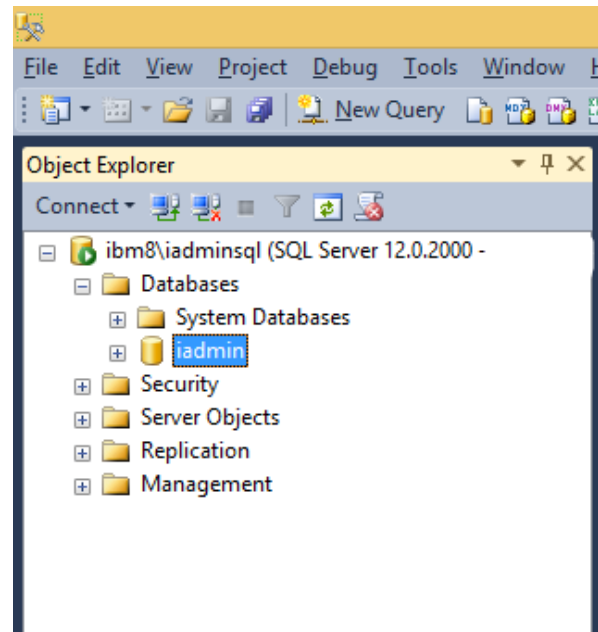 File Edit View Project Debug Tools Window
New Query
Object Explorer
Connect
ibm8\iadminsql (SQL Server 12.0.2000 -
Databases
System Databases
iadmin
Security
Server Objects
Replication
Management